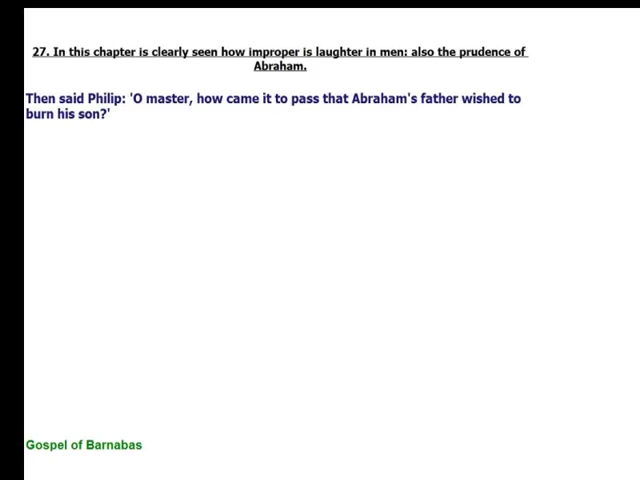 27. In this chapter is clearly seen how improper is laughter in men: also the prudence of
Abraham.
Then said Philip: 'O master, how came it to pass that Abraham's father wished to
burn his son?'
Gospel of Barnabas